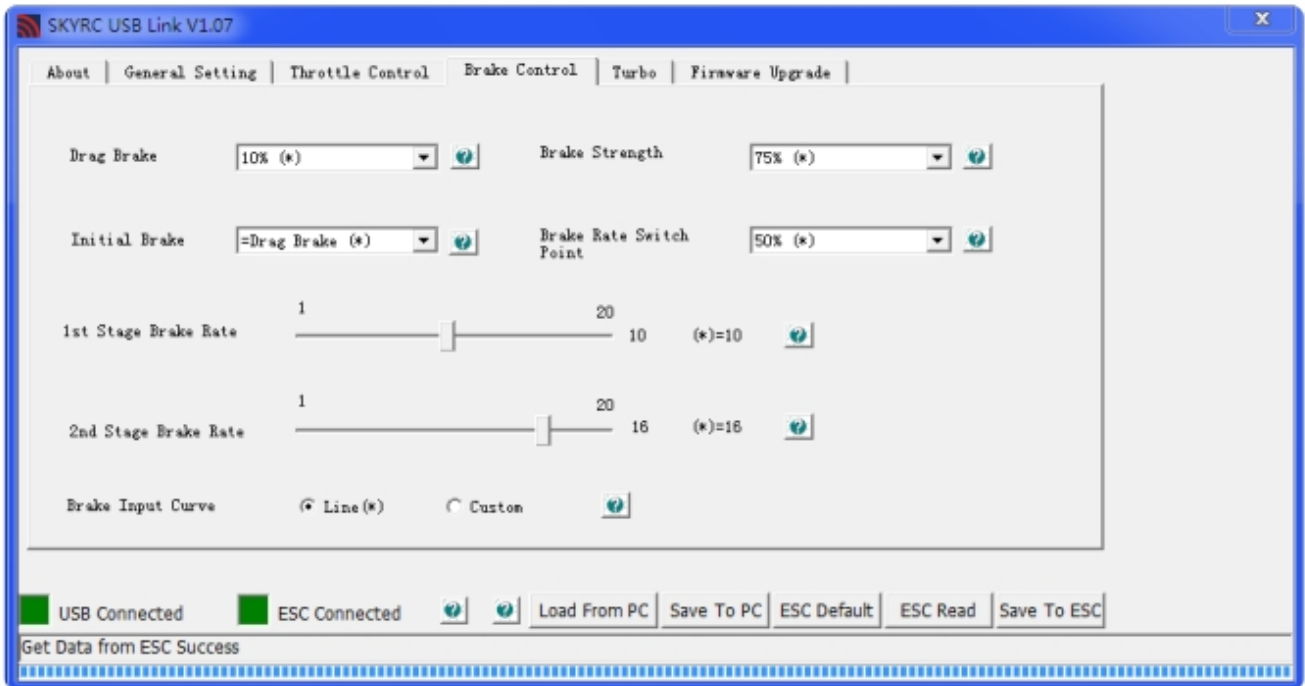 SKYRC USB Link V1.07
x
About
General Setting
Throttle Control
Brake Control
Turbo
Firmware Upgrade
Drag Brake
10% (*)
?
Brake Strength
75% (*)
?
Initial Brake
=Drag Brake (*)
?
Brake Rate Switch
Point
50% (*)
?
1st Stage Brake Rate
1
20
10
(*)=10
?
2nd Stage Brake Rate
1
20
16
(*)=16
?
Brake Input Curve
Line(*)
Custom
?
USB Connected
ESC Connected
?
?
Load From PC
Save To PC
ESC Default
ESC Read
Save To ESC
Get Data from ESC Success